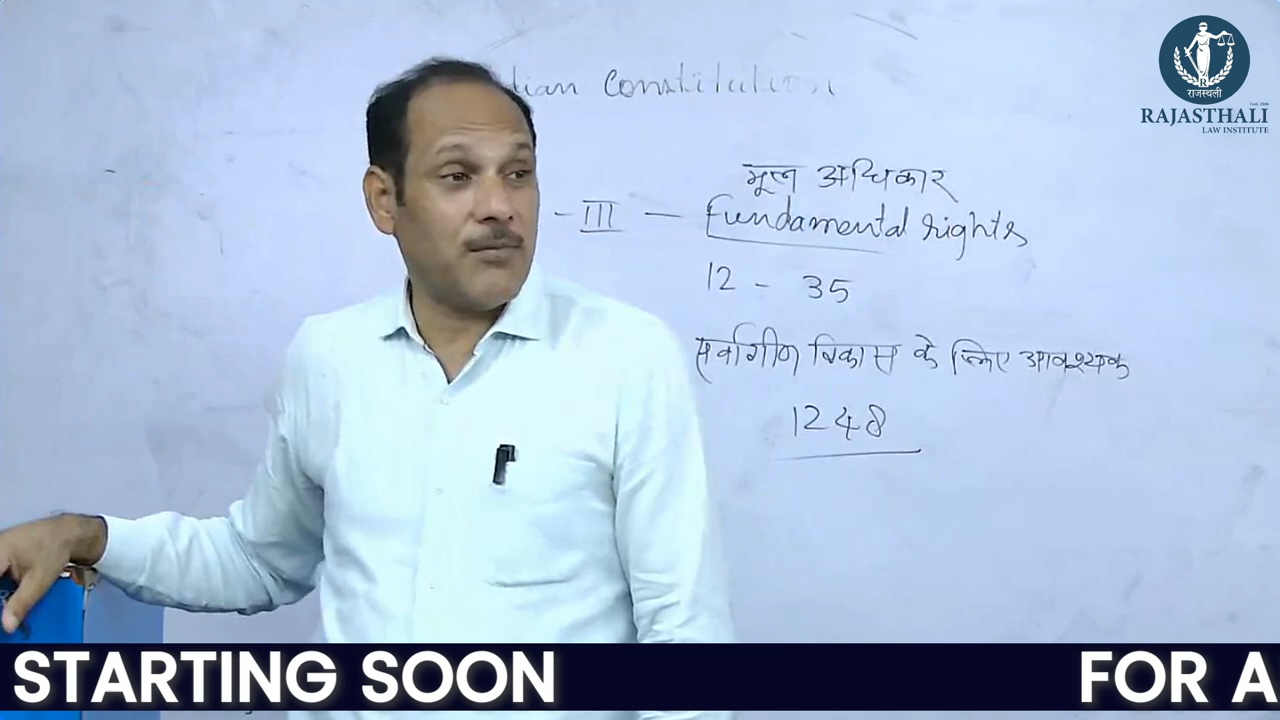 राजस्थली
RAJASTHALI
LAW INSTITUTE
dian Constitution
मूल अधिकार
- III - Fundamental rights
12 - 35
सर्वांगीण विकास के लिए आवश्यक
1248
STARTING SOON FOR A